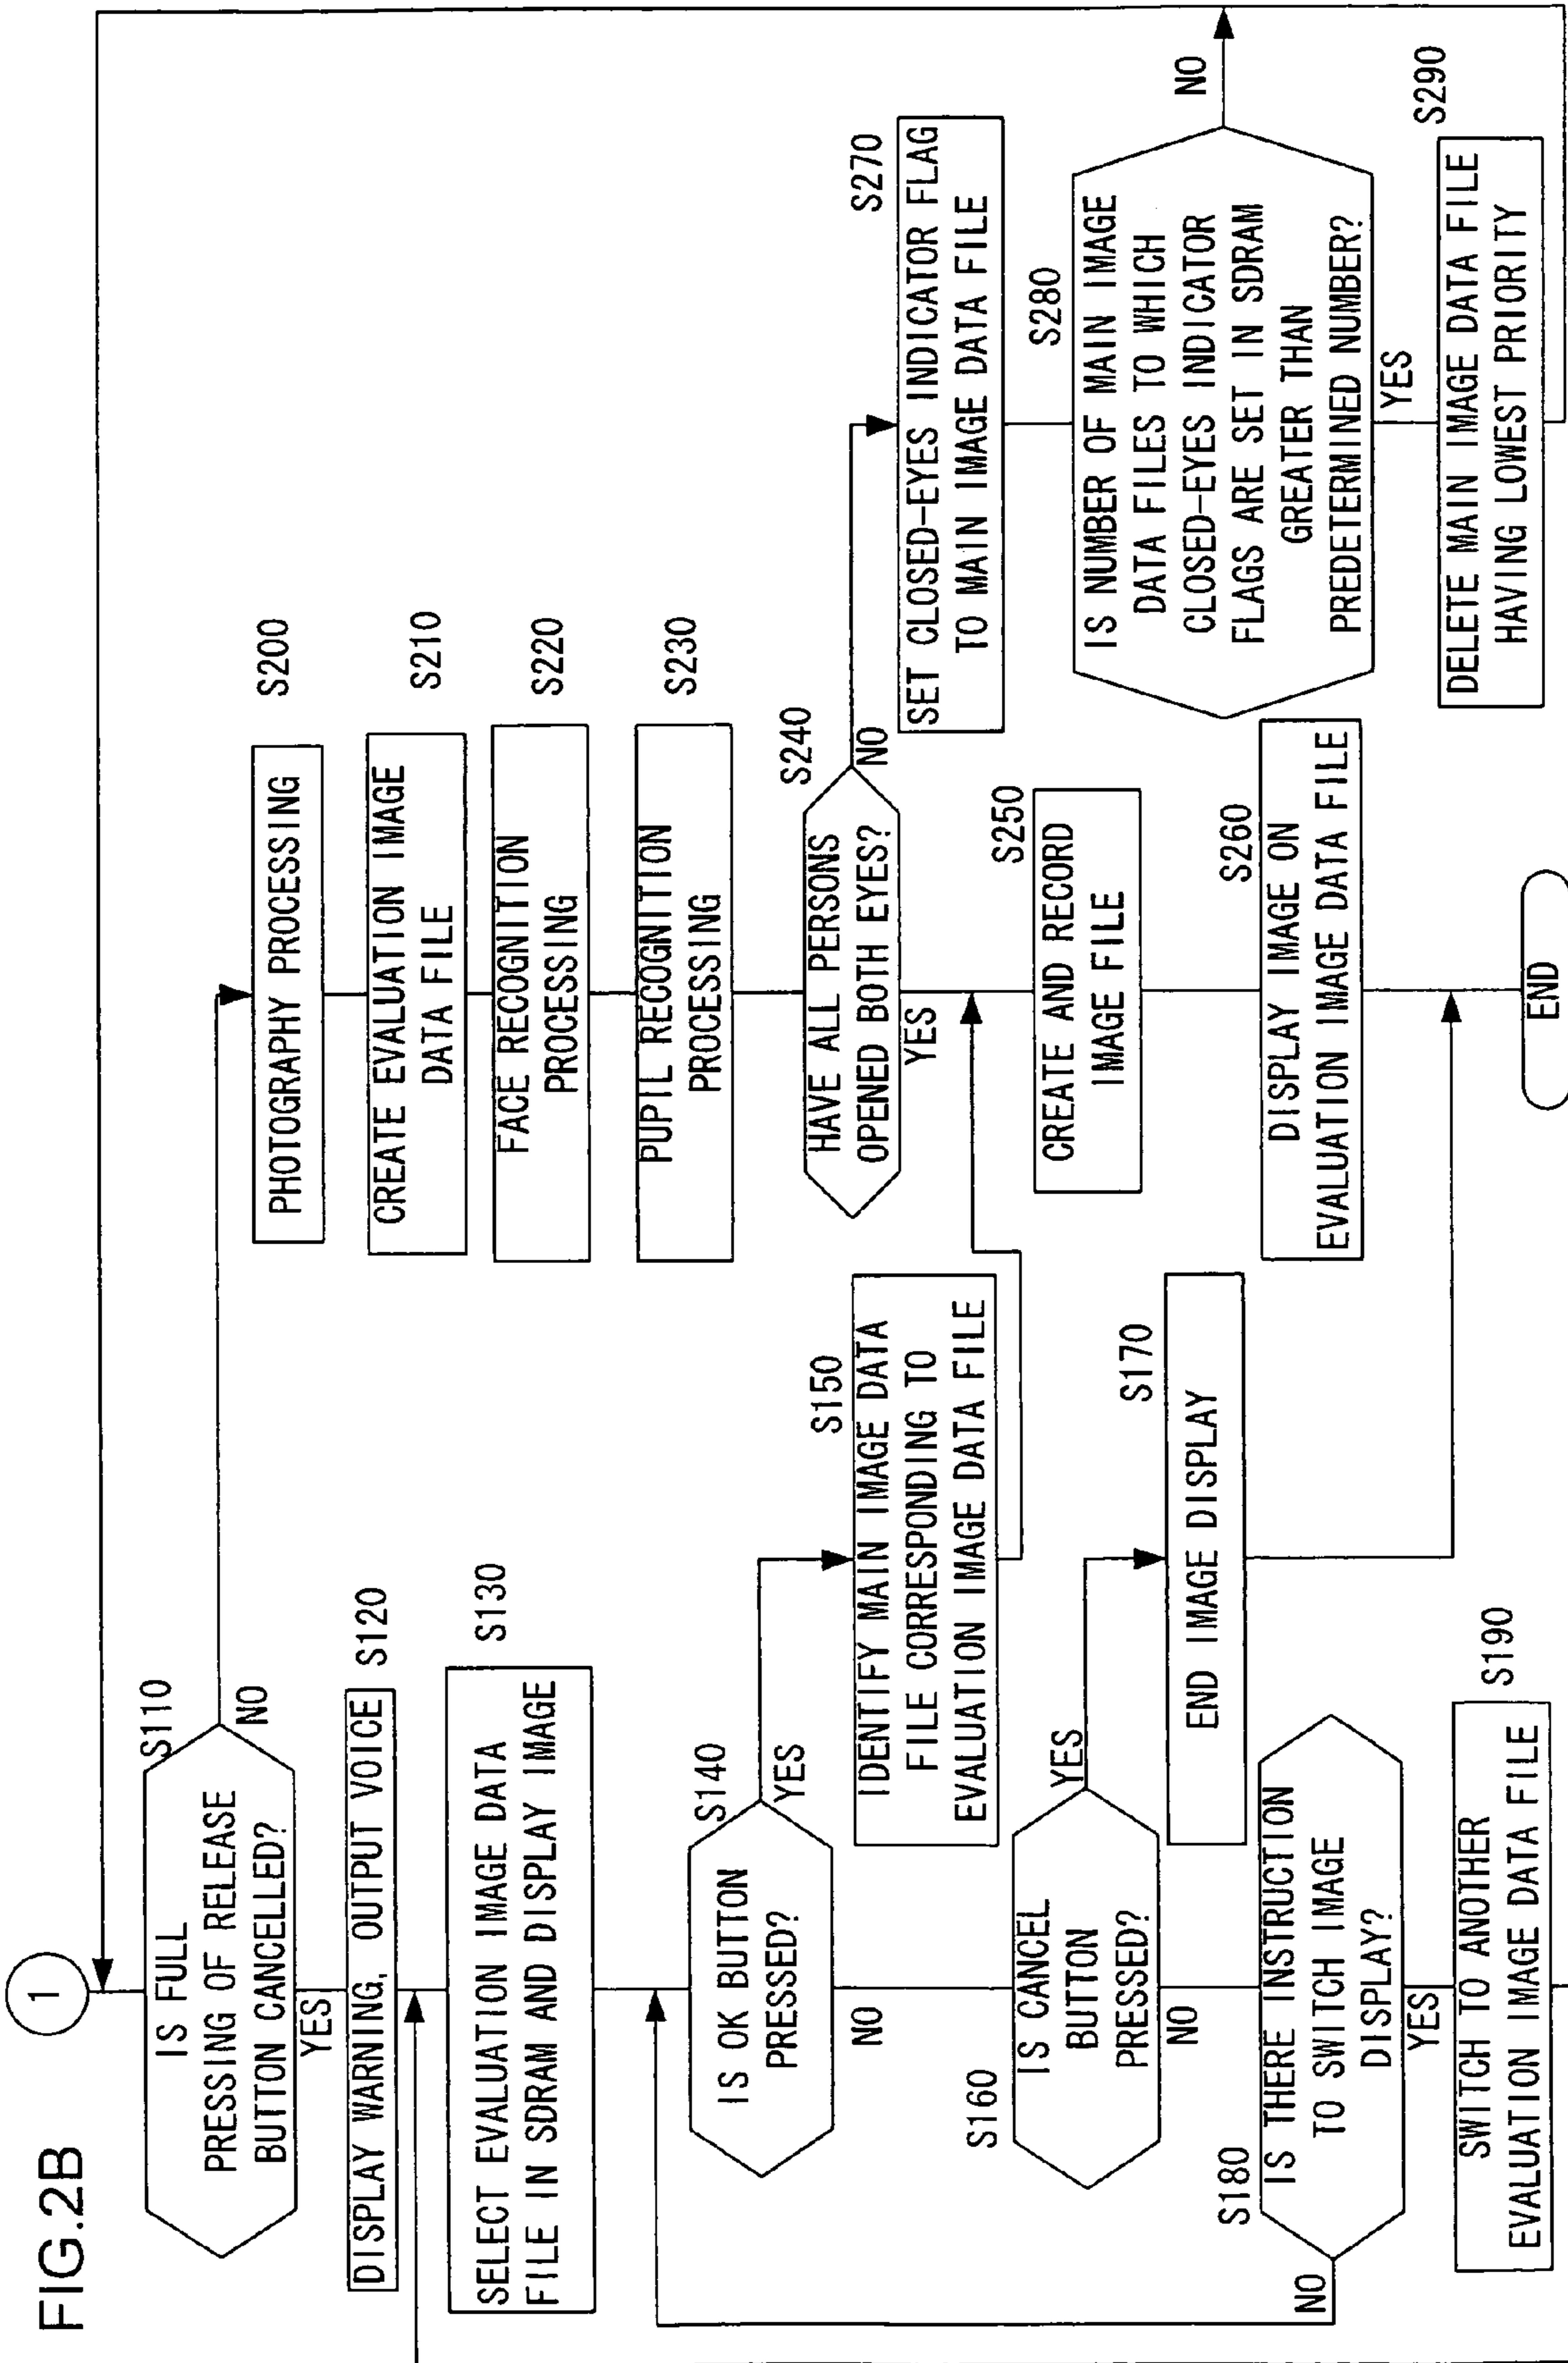 FIG.2B
1
IS FULL
PRESSING OF RELEASE
BUTTON CANCELLED?
S110
NO
YES
DISPLAY WARNING, OUTPUT VOICE
S120
SELECT EVALUATION IMAGE DATA
FILE IN SDRAM AND DISPLAY IMAGE
S130
IS OK BUTTON
PRESSED?
S140
YES
NO
IDENTIFY MAIN IMAGE DATA
FILE CORRESPONDING TO
EVALUATION IMAGE DATA FILE
S150
IS CANCEL
BUTTON
PRESSED?
S160
YES
NO
END IMAGE DISPLAY
S170
IS THERE INSTRUCTION
TO SWITCH IMAGE
DISPLAY?
S180
NO
YES
SWITCH TO ANOTHER
EVALUATION IMAGE DATA FILE
S190
PHOTOGRAPHY PROCESSING
S200
CREATE EVALUATION IMAGE
DATA FILE
S210
FACE RECOGNITION
PROCESSING
S220
PUPIL RECOGNITION
PROCESSING
S230
HAVE ALL PERSONS
OPENED BOTH EYES?
S240
NO
YES
CREATE AND RECORD
IMAGE FILE
S250
DISPLAY IMAGE ON
EVALUATION IMAGE DATA FILE
S260
END
SET CLOSED-EYES INDICATOR FLAG
TO MAIN IMAGE DATA FILE
S270
IS NUMBER OF MAIN IMAGE
DATA FILES TO WHICH
CLOSED-EYES INDICATOR
FLAGS ARE SET IN SDRAM
GREATER THAN
PREDETERMINED NUMBER?
S280
NO
YES
DELETE MAIN IMAGE DATA FILE
HAVING LOWEST PRIORITY
S290